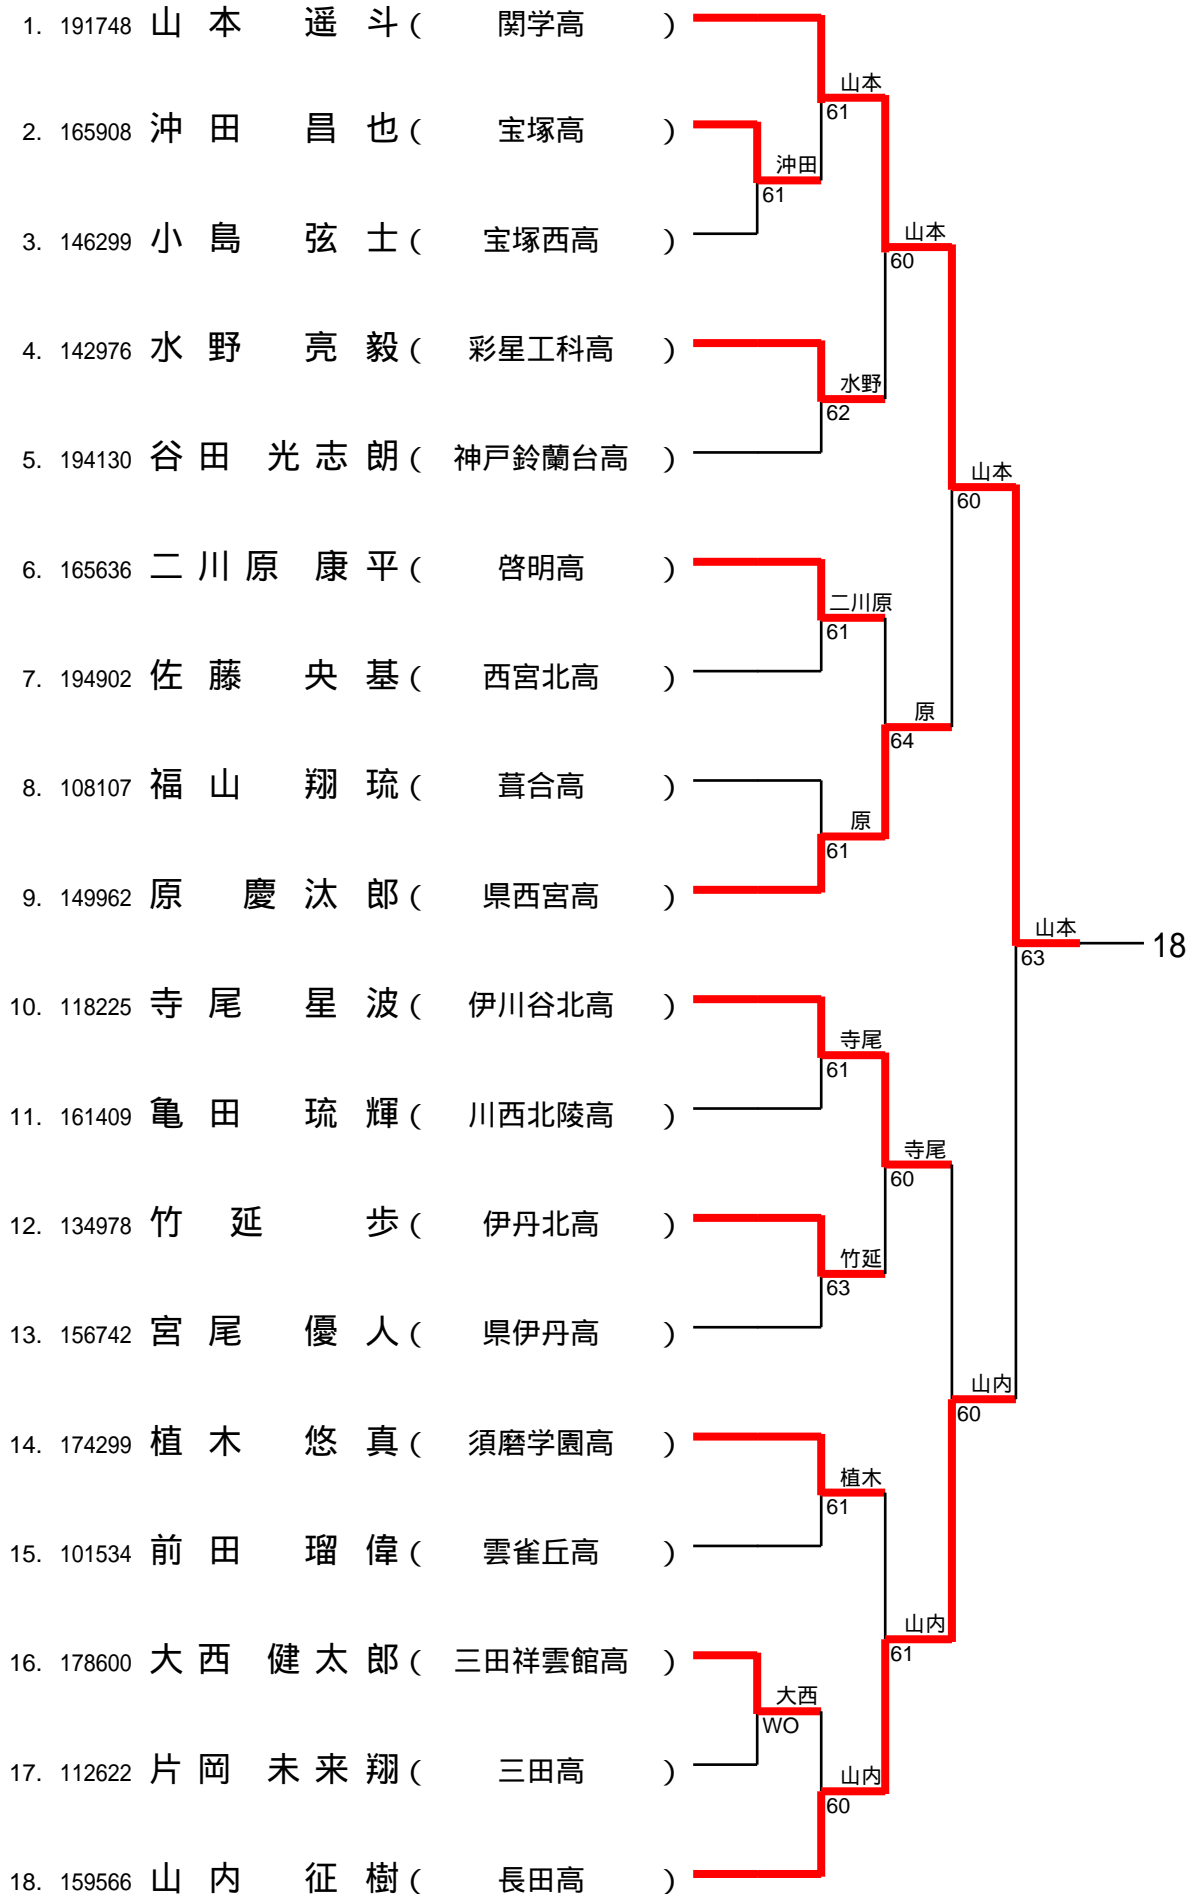 1. 191748 山本 遥斗 ( 関学高 )
山本
61
2. 165908 沖田 昌也 ( 宝塚高 )
沖田
61
3. 146299 小島 弦士 ( 宝塚西高 )
山本
60
4. 142976 水野 亮毅 ( 彩星工科高 )
水野
62
5. 194130 谷田 光志朗 ( 神戸鈴蘭台高 )
山本
60
6. 165636 二川原 康平 ( 啓明高 )
二川原
61
7. 194902 佐藤 央基 ( 西宮北高 )
原
64
8. 108107 福山 翔琉 ( 葺合高 )
原
61
9. 149962 原 慶汰郎 ( 県西宮高 )
山本
63
18
10. 118225 寺尾 星波 ( 伊川谷北高 )
寺尾
61
11. 161409 亀田 琉輝 ( 川西北陵高 )
寺尾
60
12. 134978 竹延 歩 ( 伊丹北高 )
竹延
63
13. 156742 宮尾 優人 ( 県伊丹高 )
山内
60
14. 174299 植木 悠真 ( 須磨学園高 )
植木
61
15. 101534 前田 瑠偉 ( 雲雀丘高 )
山内
61
16. 178600 大西 健太郎 ( 三田祥雲館高 )
大西
WO
17. 112622 片岡 未来翔 ( 三田高 )
山内
60
18. 159566 山内 征樹 ( 長田高 )